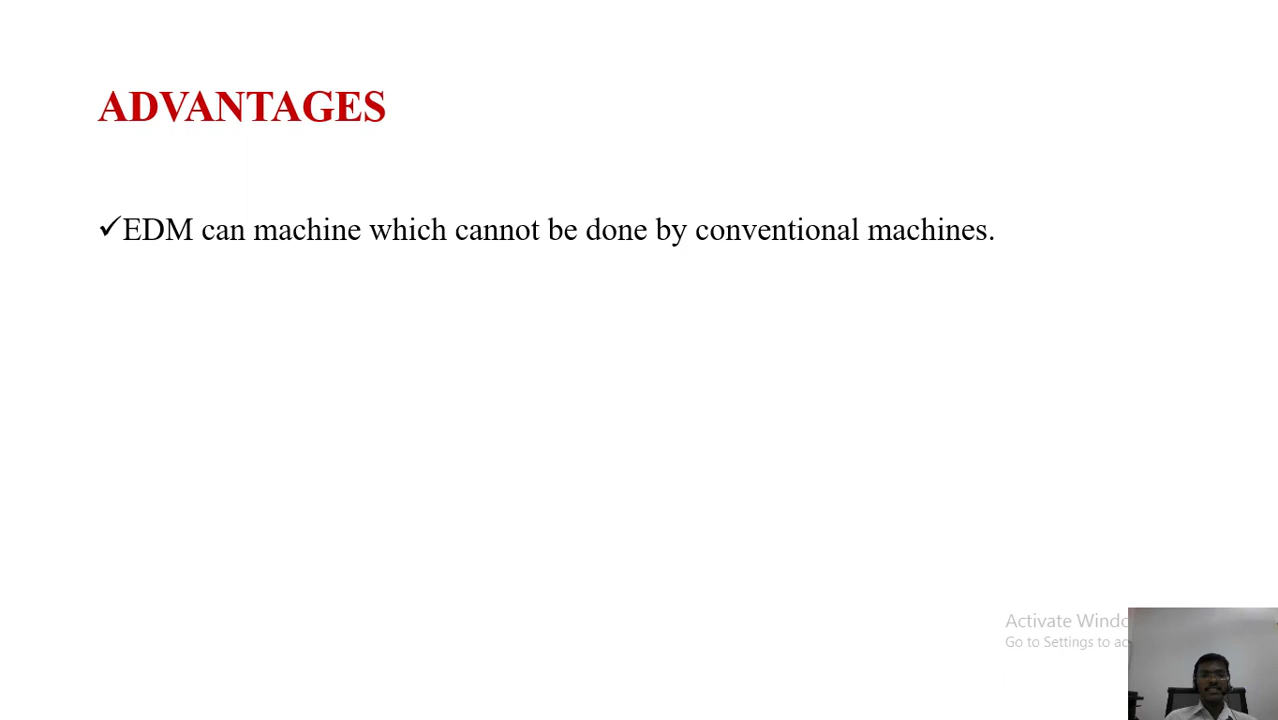 ADVANTAGES
✓EDM can machine which cannot be done by conventional machines.
Activate Windo
Go to Settings to ac